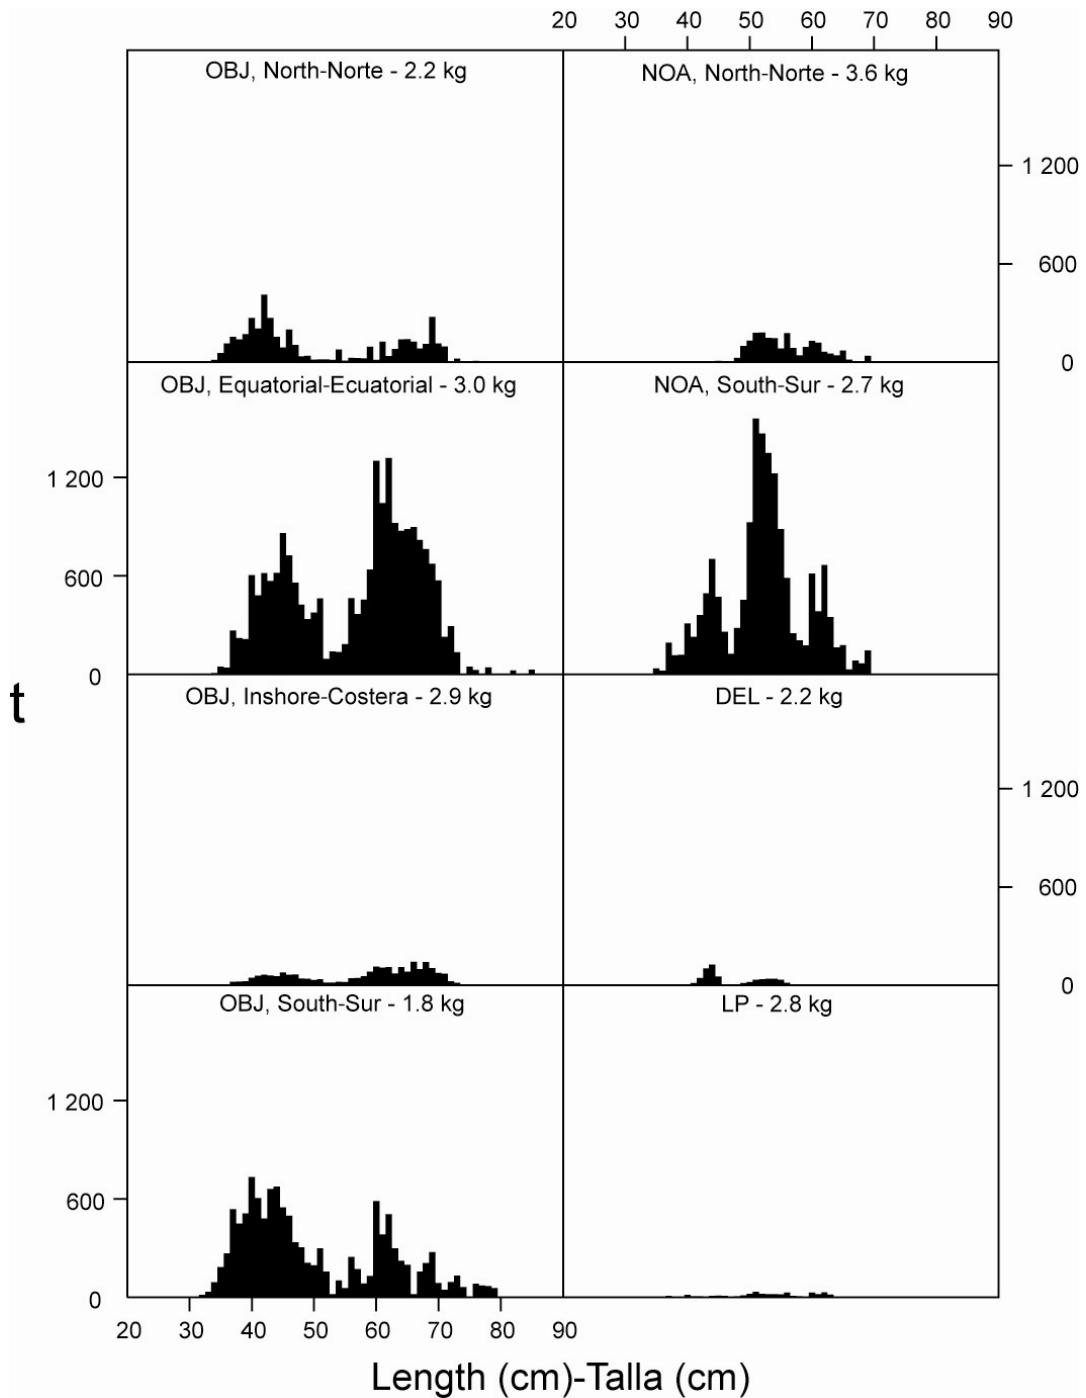 20 30 40 50 60 70 80 90
OBJ, North-Norte - 2.2 kg
NOA, North-Norte - 3.6 kg
1 200
600
0
OBJ, Equatorial-Ecuatorial - 3.0 kg
NOA, South-Sur - 2.7 kg
1 200
600
0
t
OBJ, Inshore-Costera - 2.9 kg
DEL - 2.2 kg
1 200
600
0
OBJ, South-Sur - 1.8 kg
LP - 2.8 kg
1 200
600
0
20 30 40 50 60 70 80 90
Length (cm)-Talla (cm)